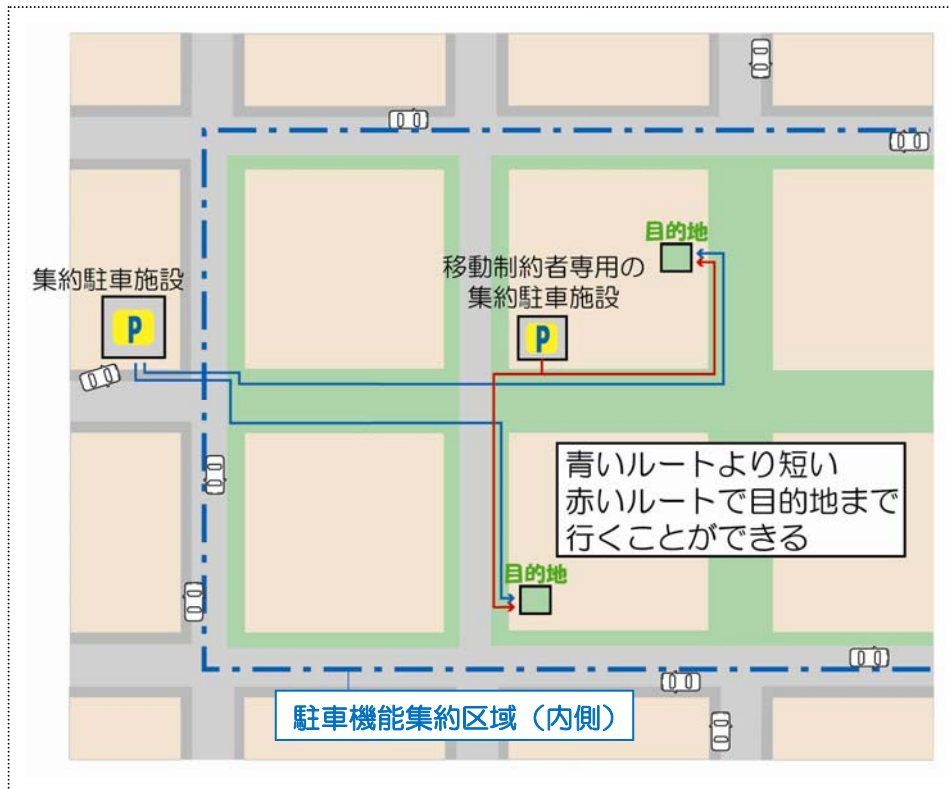 目的地
移動制約者専用の
集約駐車施設
集約駐車施設
P
P
青いルートより短い
赤いルートで目的地まで
行くことができる
目的地
駐車機能集約区域（内側）